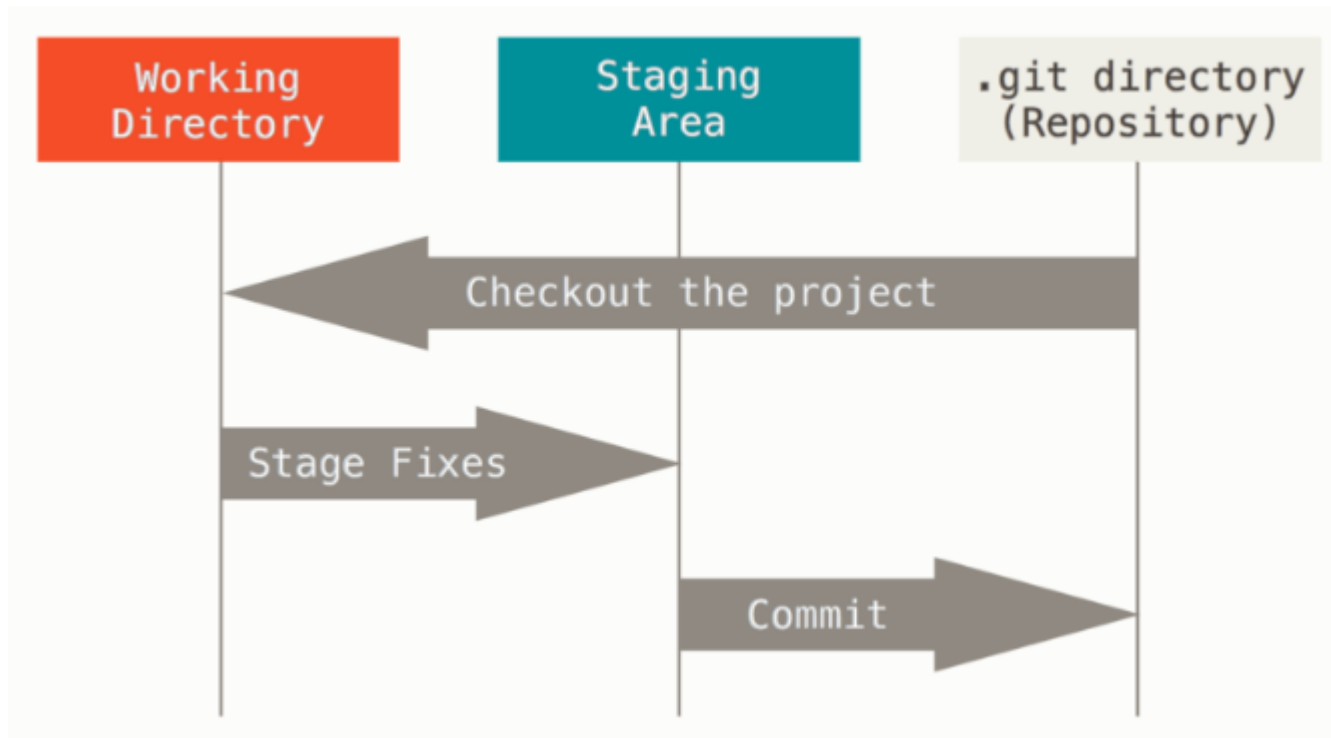 Working
Directory
Staging
Area
.git directory
(Repository)
Checkout the project
Stage Fixes
Commit